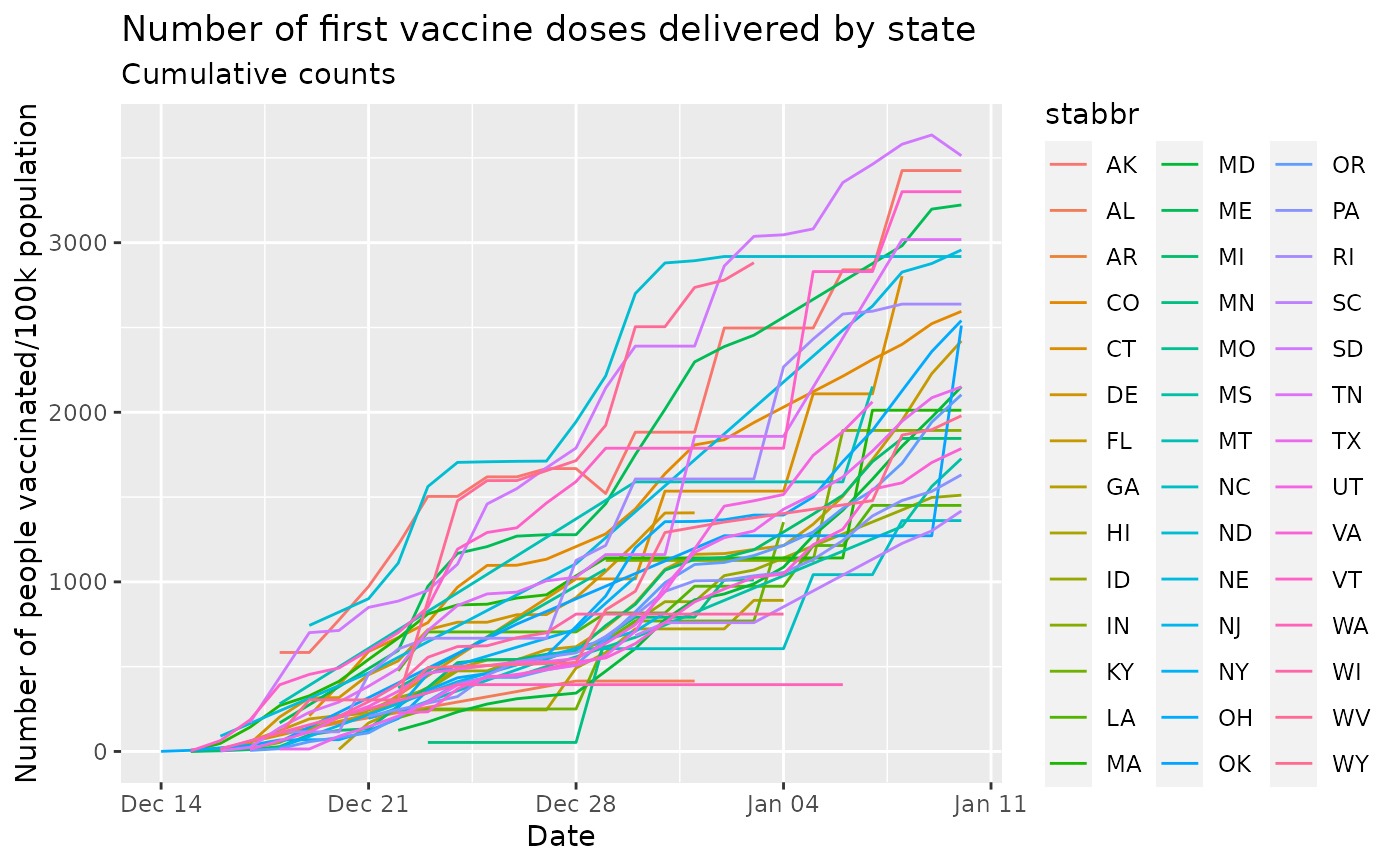 Number of first vaccine doses delivered by state
Cumulative counts
Number of people vaccinated/100k population
3000
2000
1000
0
Dec 14 Dec 21 Dec 28 Jan 04 Jan 11
Date
stabbr
AK MD OR
AL ME PA
AR MI RI
CO MN SC
CT MO SD
DE MS TN
FL MT TX
GA NC UT
HI ND VA
ID NE VT
IN NJ WA
KY NY WI
LA OH WV
MA OK WY